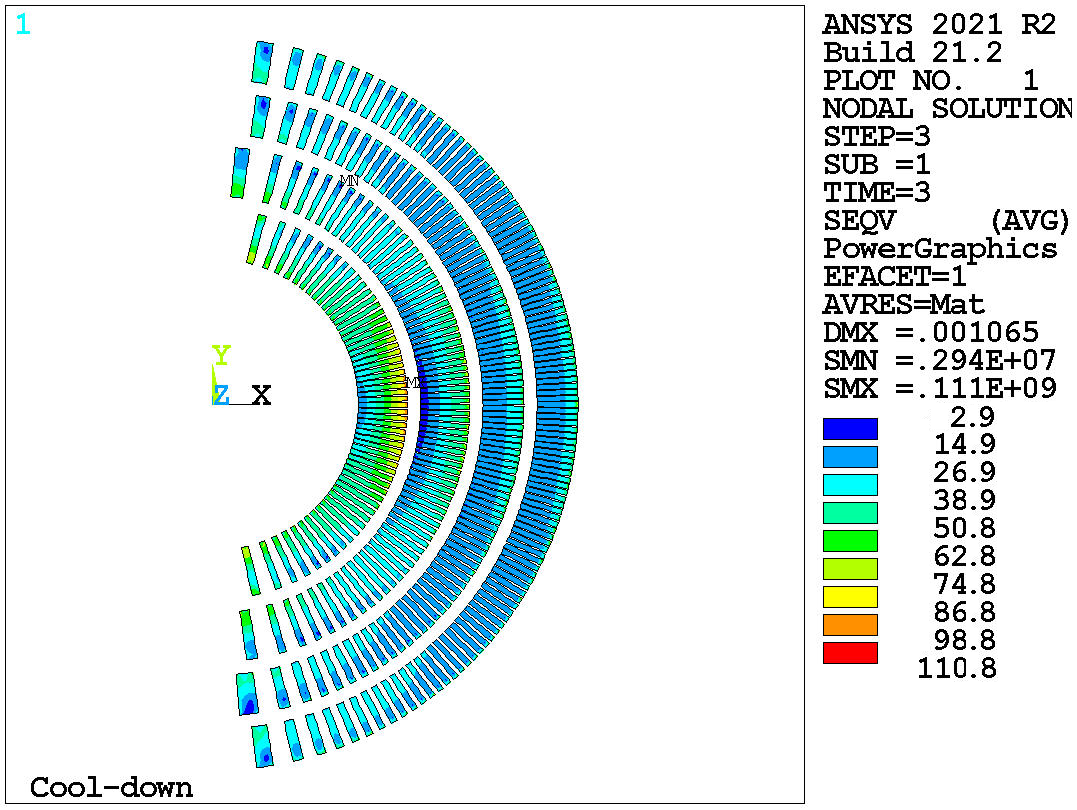 1
ANSYS 2021 R2
Build 21.2
PLOT NO. 1
NODAL SOLUTION
STEP=3
SUB =1
TIME=3
SEQV (AVG)
PowerGraphics
EFACET=1
AVRES=Mat
DMX =.001065
SMN =.294E+07
SMX =.111E+09
2.9
14.9
26.9
38.9
50.8
62.8
74.8
86.8
98.8
110.8
MN
MX
Y
Z X
Cool-down